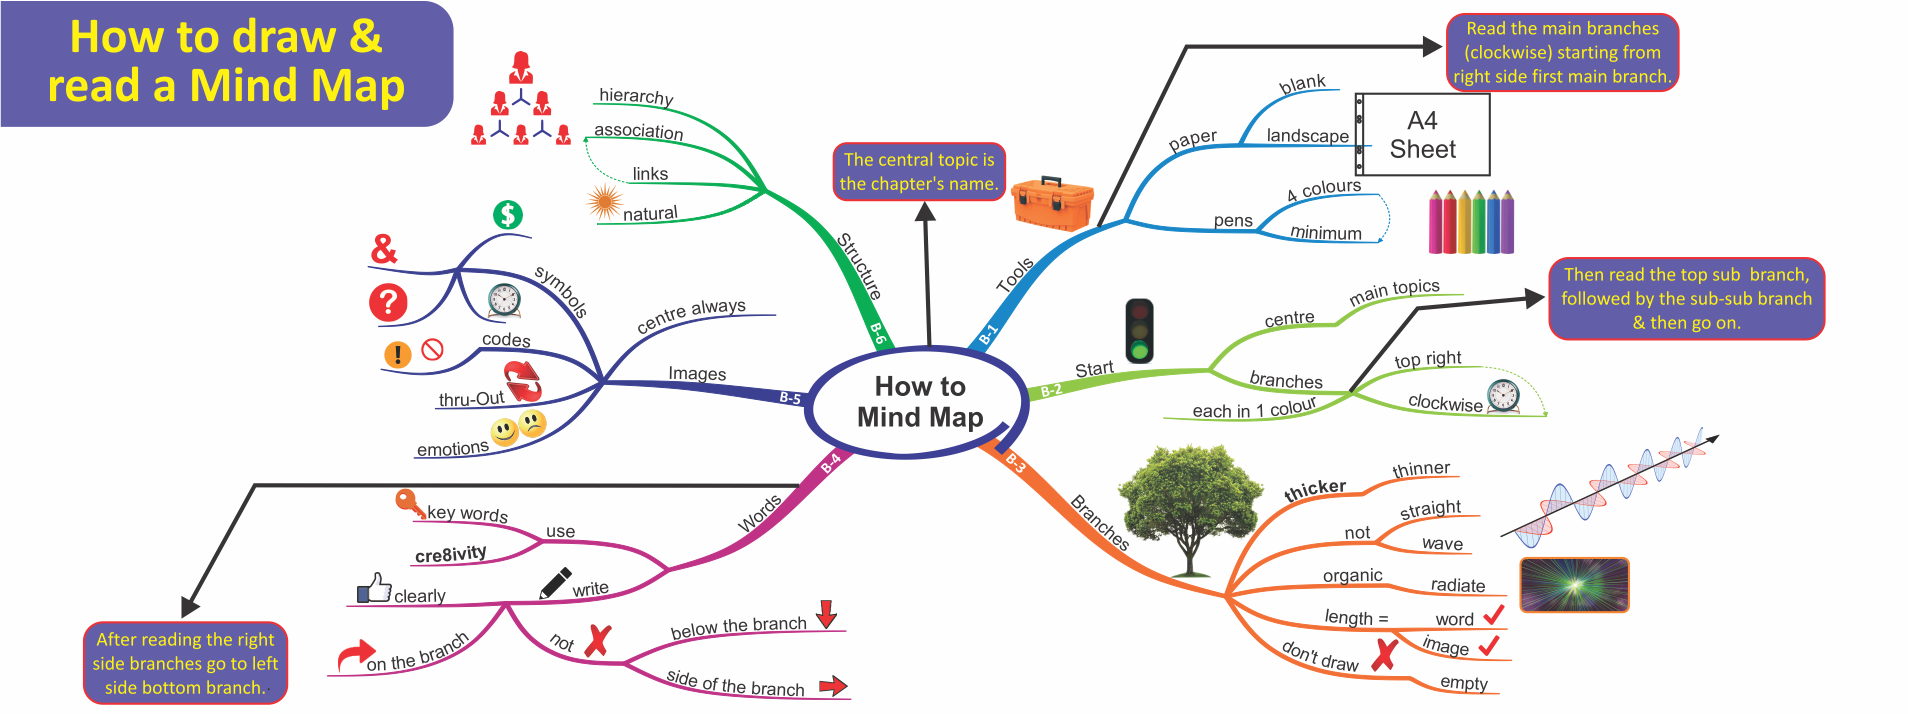 How to draw &
read a Mind Map
The central topic is
the chapter's name.
Read the main branches
(clockwise) starting from
right side first main branch.
Then read the top sub branch,
followed by the sub-sub branch
& then go on.
After reading the right
side branches go to left
side bottom branch.
How to
Mind Map
B-1
Tools
paper
blank
landscape
A4
Sheet
pens
4 colours
minimum
B-2
Start
centre
main topics
branches
top right
clockwise
each in 1 colour
B-3
Branches
thicker
thinner
not
straight
wave
organic
radiate
length =
word
image
don't draw
empty
B-4
Words
use
key words
cre8ivity
write
clearly
on the branch
not
below the branch
side of the branch
B-5
Images
centre always
symbols
$
&
?
codes
!
thru-Out
emotions
B-6
Structure
hierarchy
association
links
natural